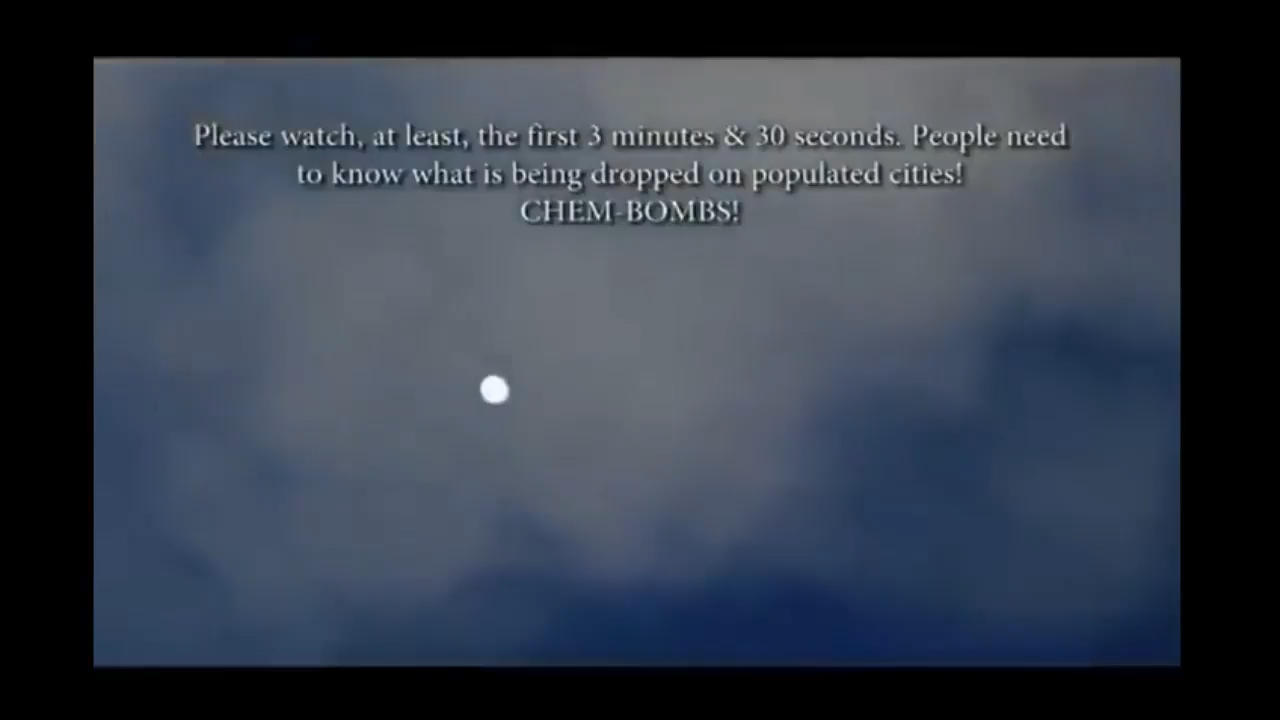 Please watch, at least, the first 3 minutes & 30 seconds. People need
to know what is being dropped on populated cities!
CHEM-BOMBS!